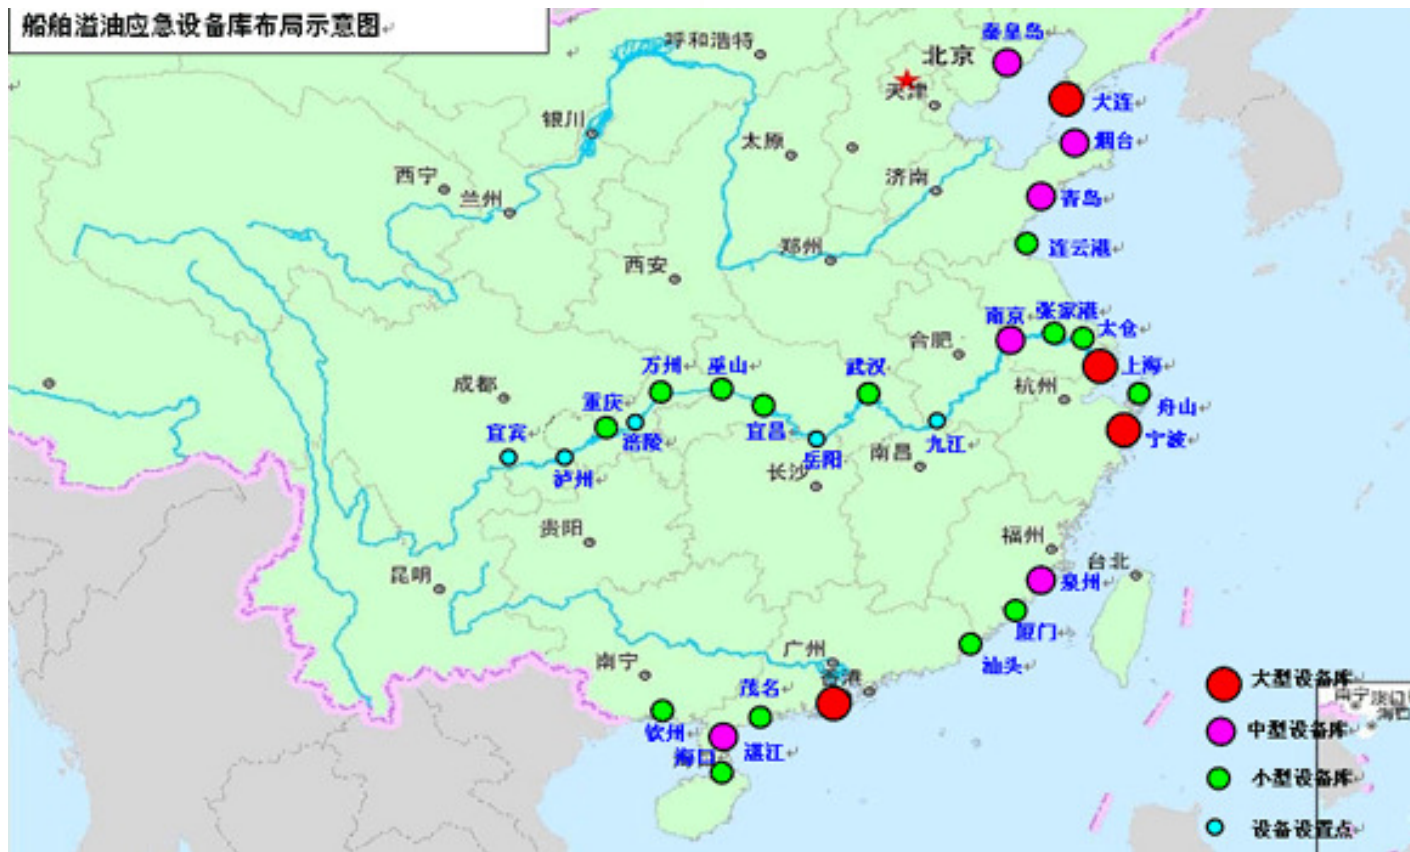 船舶溢油应急设备库布局示意图
秦皇岛
呼和浩特
北京
天津
大连
银川
太原
烟台
西宁
兰州
济南
青岛
郑州
连云港
西安
南京
张家港
太仓
合肥
万州
巫山
武汉
上海
成都
重庆
杭州
舟山
宜宾
涪陵
宜昌
九江
宁波
泸州
岳阳
南昌
长沙
贵阳
福州
台北
昆明
泉州
厦门
广州
汕头
南宁
香港
茂名
钦州
海口
湛江
大型设备库
中型设备库
小型设备库
设备设置点
南宁
海口